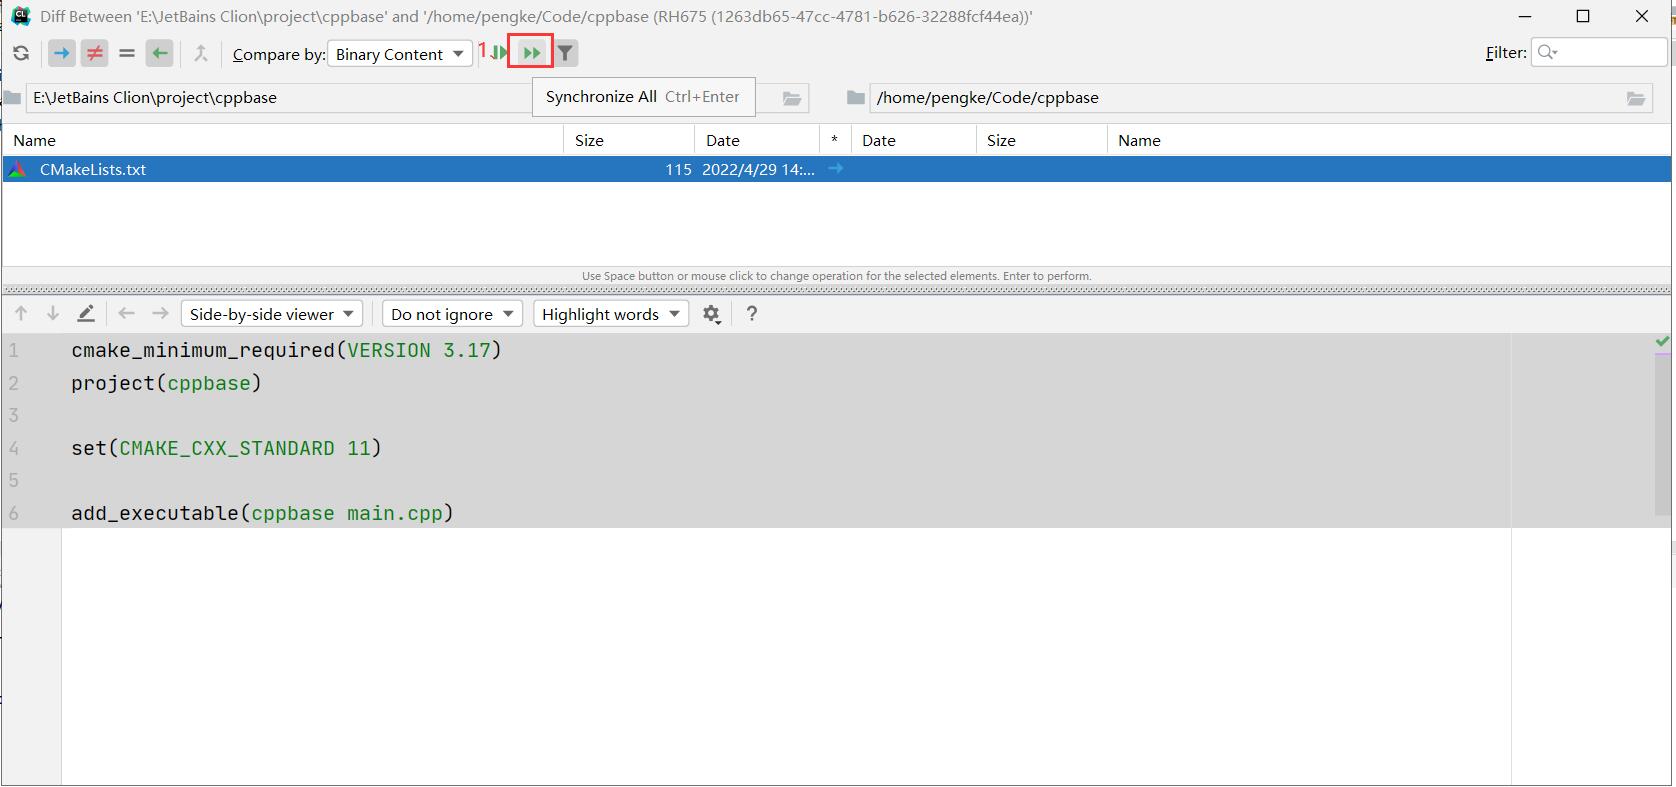 Diff Between 'E:\JetBains Clion\project\cppbase' and '/home/pengke/Code/cppbase (RH675 (1263db65-47cc-4781-b626-32288fcf44ea))'
Compare by: Binary Content 1 Filter:
E:\JetBains Clion\project\cppbase /home/pengke/Code/cppbase
Synchronize All Ctrl+Enter
Name Size Date * Date Size Name
CMakeLists.txt 115 2022/4/29 14:...
Use Space button or mouse click to change operation for the selected elements. Enter to perform.
Side-by-side viewer Do not ignore Highlight words ?
1 cmake_minimum_required(VERSION 3.17)
2 project(cppbase)
3
4 set(CMAKE_CXX_STANDARD 11)
5
6 add_executable(cppbase main.cpp)